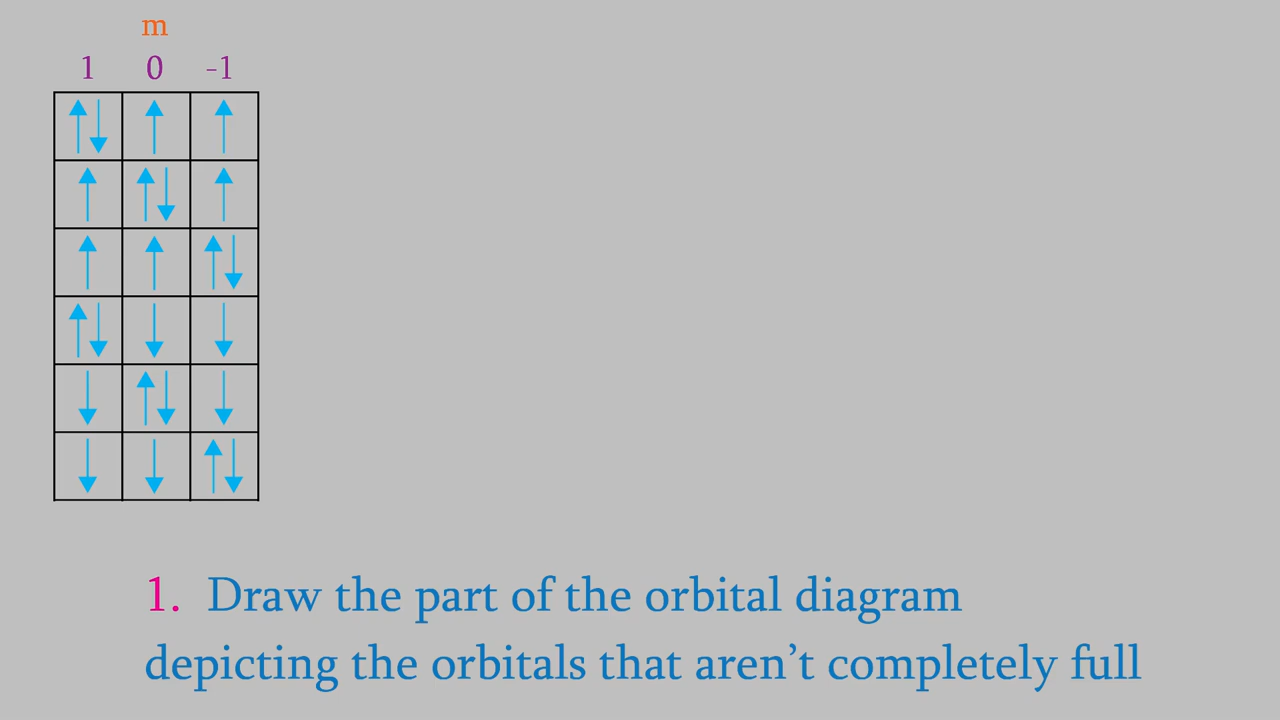 m
1 0 -1
1. Draw the part of the orbital diagram
depicting the orbitals that aren’t completely full